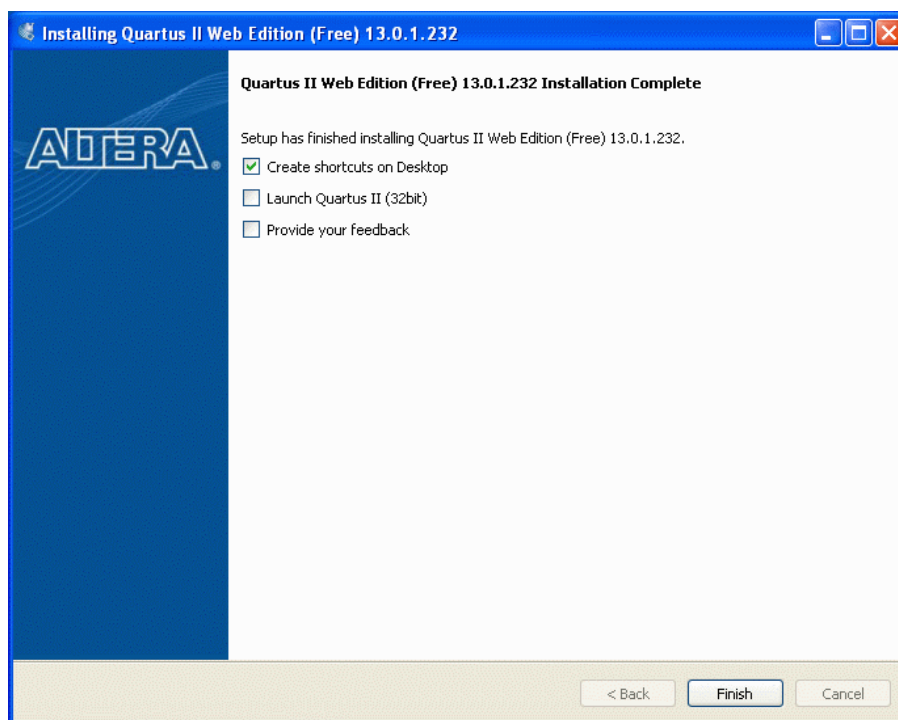 Installing Quartus II Web Edition (Free) 13.0.1.232
Quartus II Web Edition (Free) 13.0.1.232 Installation Complete
ALTERA®
Setup has finished installing Quartus II Web Edition (Free) 13.0.1.232.
Create shortcuts on Desktop
Launch Quartus II (32bit)
Provide your feedback
< Back Finish Cancel